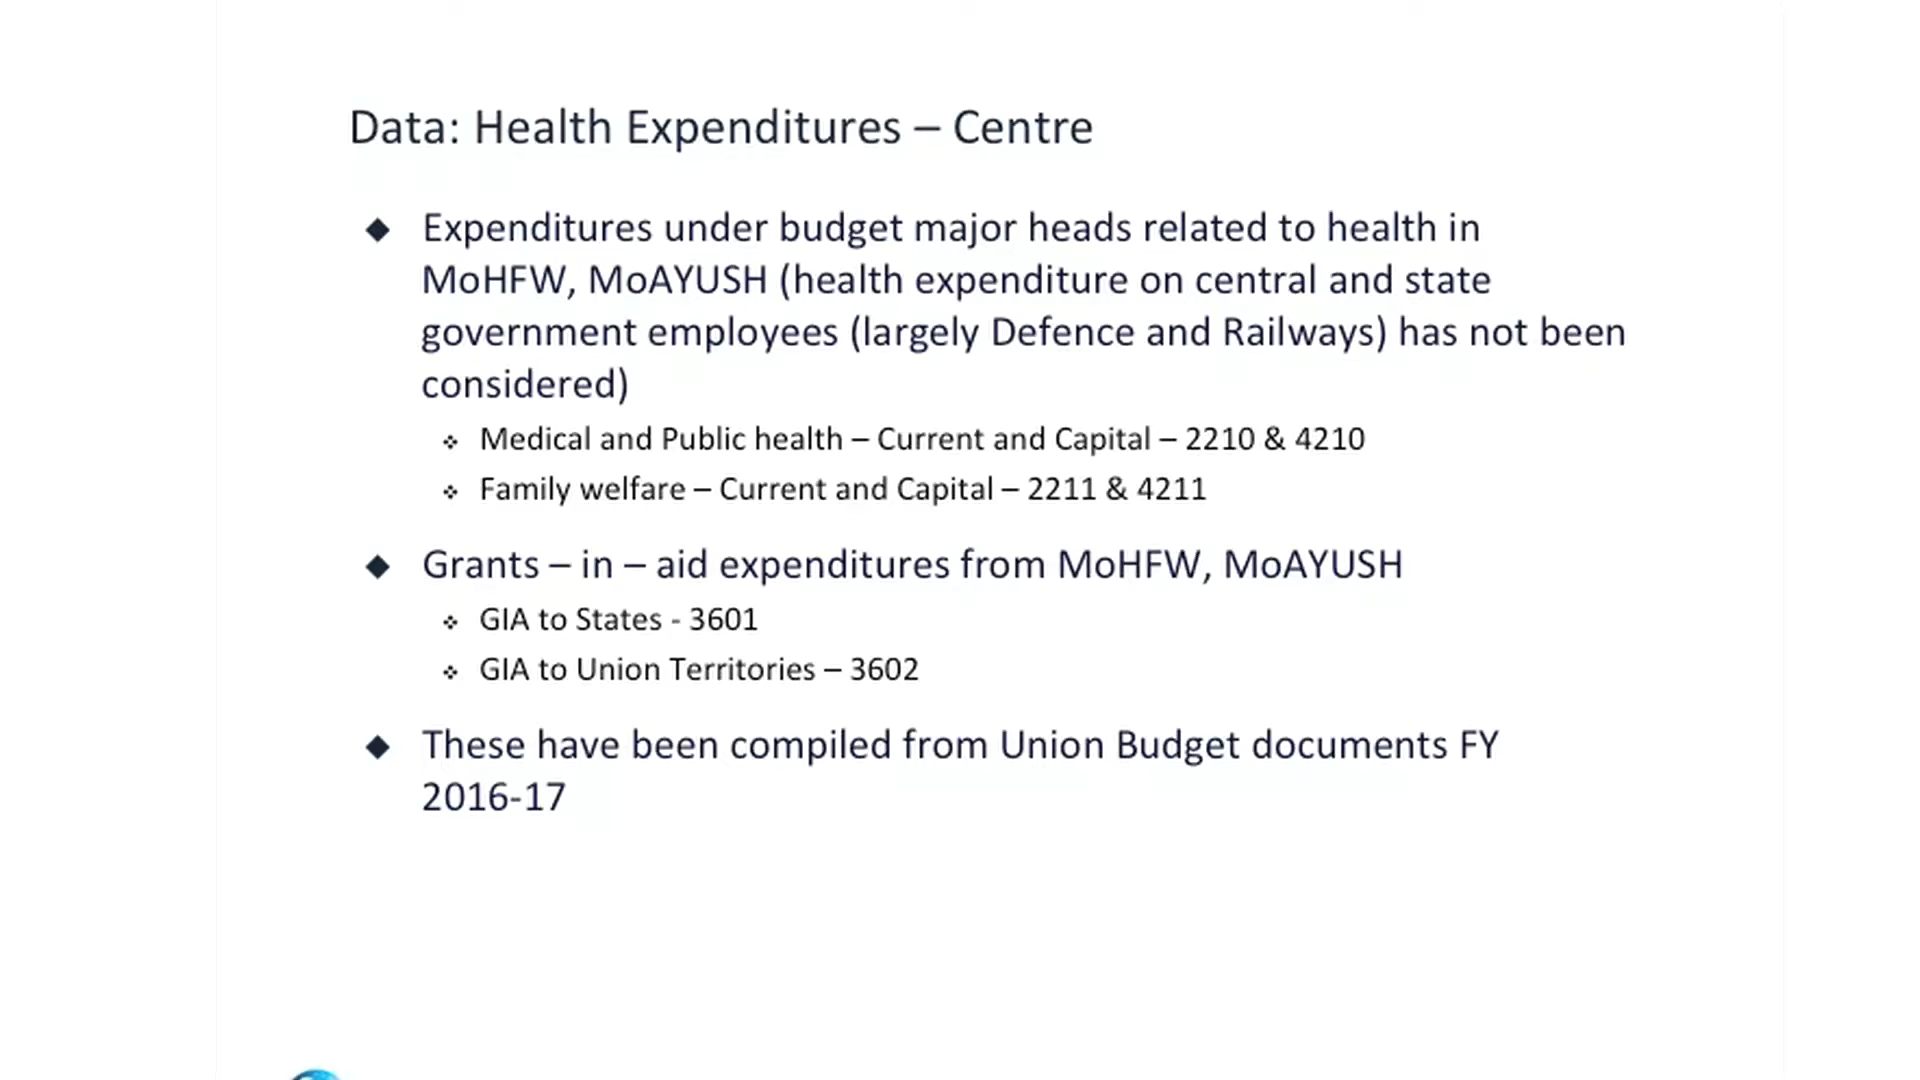 Data: Health Expenditures – Centre
◆ Expenditures under budget major heads related to health in
MoHFW, MoAYUSH (health expenditure on central and state
government employees (largely Defence and Railways) has not been
considered)
❖ Medical and Public health – Current and Capital – 2210 & 4210
❖ Family welfare – Current and Capital – 2211 & 4211
◆ Grants – in – aid expenditures from MoHFW, MoAYUSH
❖ GIA to States - 3601
❖ GIA to Union Territories – 3602
◆ These have been compiled from Union Budget documents FY
2016-17